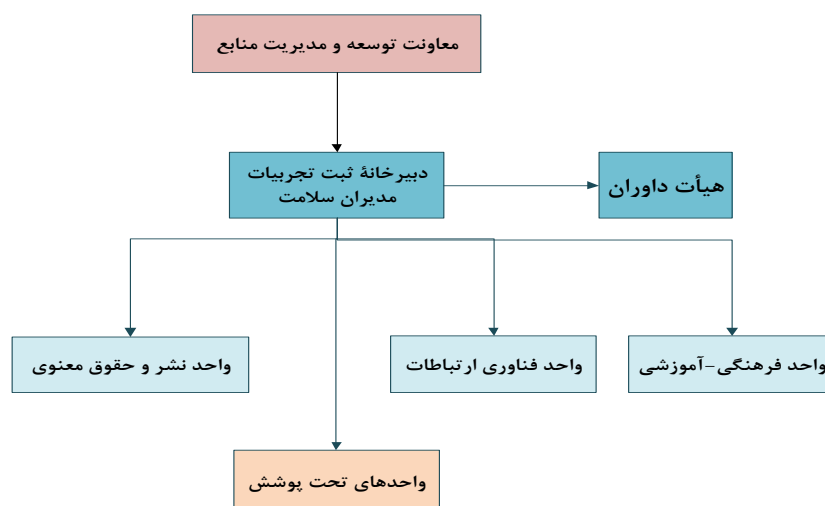 معاونت توسعه و مدیریت منابع
دبیرخانهٔ ثبت تجربیات
مدیران سلامت
هیأت داوران
واحد فرهنگی-آموزشی
واحد فناوری ارتباطات
واحد نشر و حقوق معنوی
واحدهای تحت پوشش